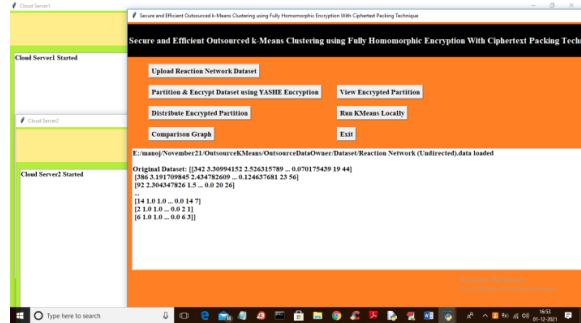 Cloud Server1
Secure and Efficient Outsourced k-Means Clustering using Fully Homomorphic Encryption With Ciphertext Packing Technique
Secure and Efficient Outsourced k-Means Clustering using Fully Homomorphic Encryption With Ciphertext Packing Tech
Cloud Server1 Started
Upload Reaction Network Dataset
Partition & Encrypt Dataset using YASHE Encryption
View Encrypted Partition
Distribute Encrypted Partition
Run KMeans Locally
Comparison Graph
Exit
Cloud Server2
Cloud Server2 Started
E:/manoj/November21/OutsourceKMeans/OutsourceDataOwner/Dataset/Reaction Network (Undirected).data loaded
Original Dataset: [[342 3.30994152 2.526315789 ... 0.070175439 19 44]
[386 3.191709845 2.434782609 ... 0.124637681 23 56]
[92 2.304347826 1.5 ... 0.0 20 26]
...
[14 1.0 1.0 ... 0.0 14 7]
[2 1.0 1.0 ... 0.0 2 1]
[6 1.0 1.0 ... 0.0 6 3]]
Type here to search
16:53
01-12-2021